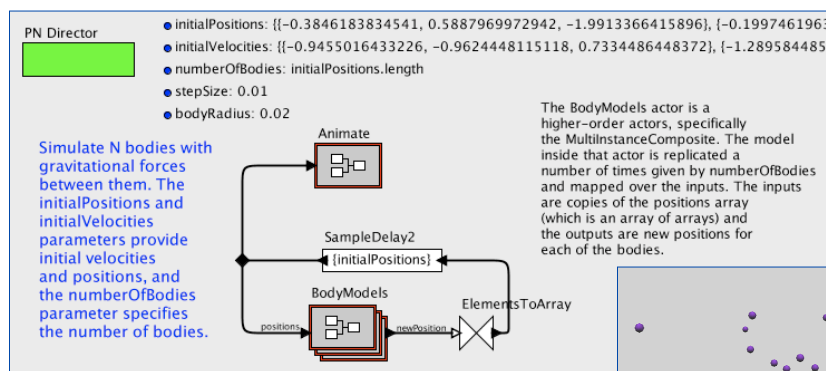 PN Director
initialPositions: {{-0.3846183834541, 0.5887969972942, -1.9913366415896}, {-0.1997461963
initialVelocities: {{-0.9455016433226, -0.9624448115118, 0.7334486448372}, {-1.289584485
numberOfBodies: initialPositions.length
stepSize: 0.01
bodyRadius: 0.02
Simulate N bodies with
gravitational forces
between them. The
initialPositions and
initialVelocities
parameters provide
initial velocities
and positions, and
the numberOfBodies
parameter specifies
the number of bodies.
Animate
SampleDelay2
{initialPositions}
BodyModels
positions
newPosition
ElementsToArray
The BodyModels actor is a
higher-order actors, specifically
the MultiInstanceComposite. The model
inside that actor is replicated a
number of times given by numberOfBodies
and mapped over the inputs. The inputs
are copies of the positions array
(which is an array of arrays) and
the outputs are new positions for
each of the bodies.